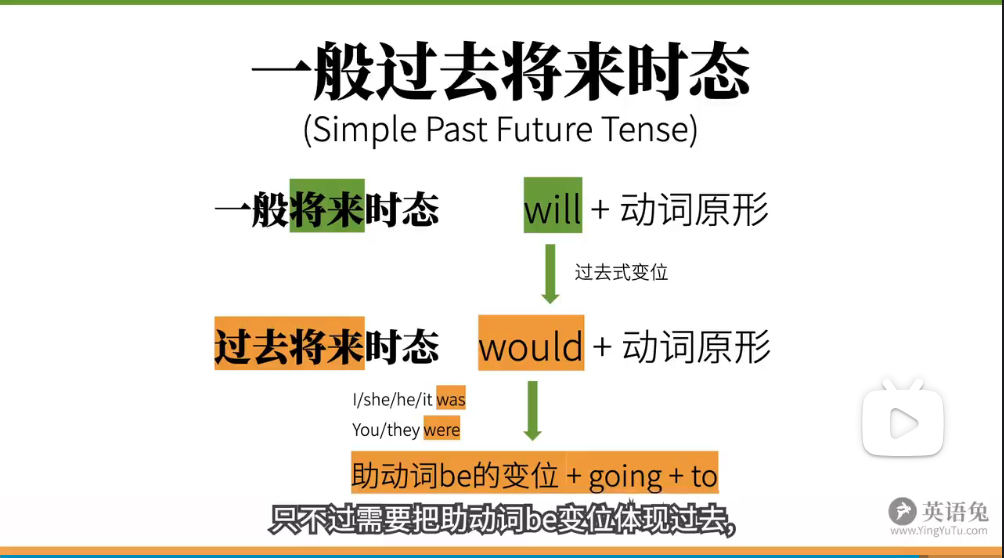 一般过去将来时态
(Simple Past Future Tense)
一般将来时态 will + 动词原形
过去式变位
过去将来时态 would + 动词原形
I/she/he/it was
You/they were
助动词be的变位 + going + to
只不过需要把助动词be变位体现过去,
英语兔
www.YingYuTu.com